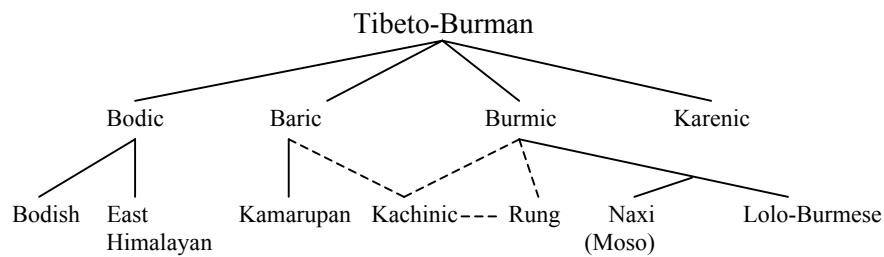 Tibeto-Burman
Bodic Baric Burmic Karenic
Bodish East Kamarupan Kachinic Rung Naxi Lolo-Burmese
Himalayan (Moso)